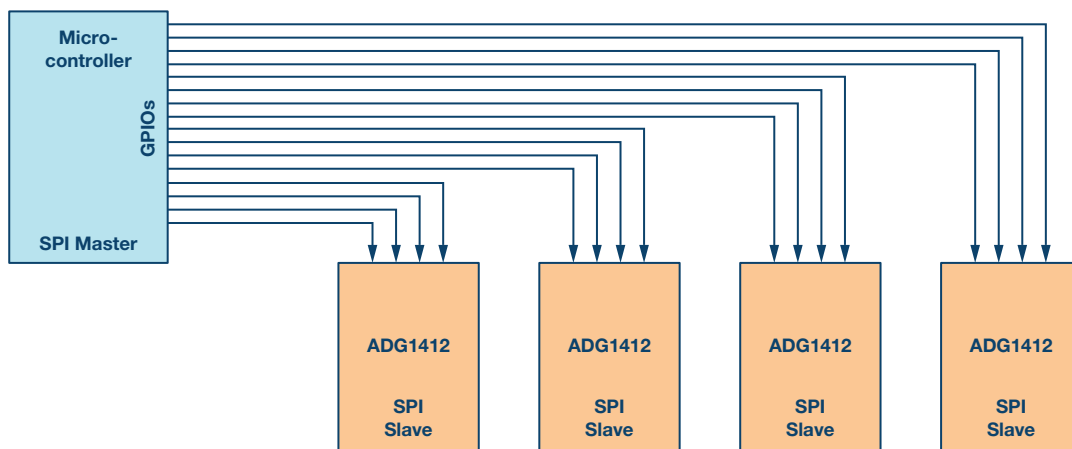 Micro-
controller
GPIOs
SPI Master
ADG1412
SPI
Slave
ADG1412
SPI
Slave
ADG1412
SPI
Slave
ADG1412
SPI
Slave